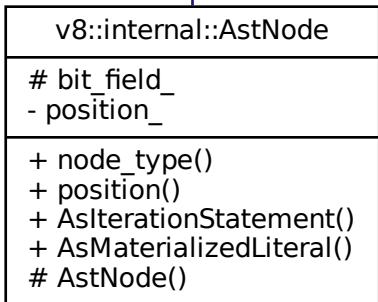 v8::internal::AstNode
# bit_field_
- position_
+ node_type()
+ position()
+ AsIterationStatement()
+ AsMaterializedLiteral()
# AstNode()